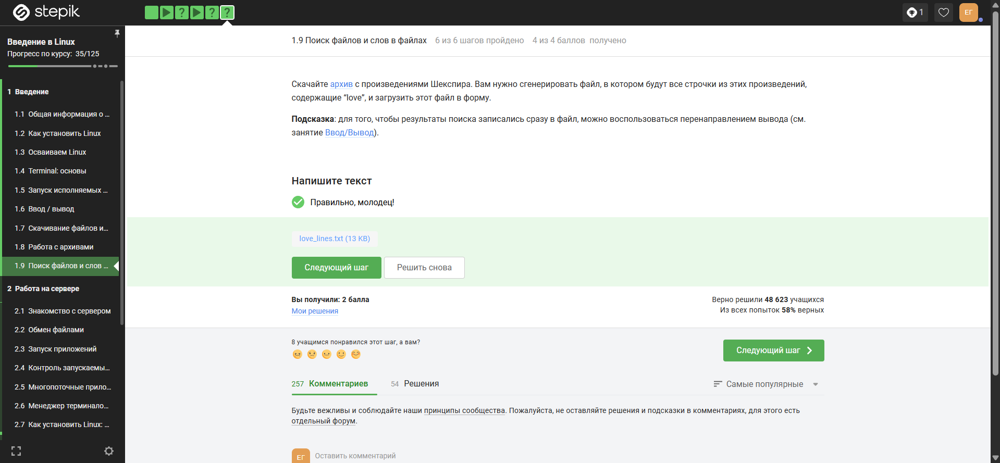 stepik
1
ЕГ
Введение в Linux
Прогресс по курсу: 35/125
1 Введение
1.1 Общая информация о ...
1.2 Как установить Linux
1.3 Осваиваем Linux
1.4 Terminal: основы
1.5 Запуск исполняемых ...
1.6 Ввод / вывод
1.7 Скачивание файлов и...
1.8 Работа с архивами
1.9 Поиск файлов и слов ...
2 Работа на сервере
2.1 Знакомство с сервером
2.2 Обмен файлами
2.3 Запуск приложений
2.4 Контроль запускаемы...
2.5 Многопоточные прило...
2.6 Менеджер терминало...
2.7 Как установить Linux: ...
1.9 Поиск файлов и слов в файлах 6 из 6 шагов пройдено 4 из 4 баллов получено
Скачайте архив с произведениями Шекспира. Вам нужно сгенерировать файл, в котором будут все строчки из этих произведений,
содержащие “love”, и загрузить этот файл в форму.
Подсказка: для того, чтобы результаты поиска записались сразу в файл, можно воспользоваться перенаправлением вывода (см.
занятие Ввод/Вывод).
Напишите текст
Правильно, молодец!
love_lines.txt (13 KB)
Следующий шаг Решить снова
Вы получили: 2 балла
Мои решения
Верно решили 48 623 учащихся
Из всех попыток 58% верных
8 учащимся понравился этот шаг, а вам?
Следующий шаг
257 Комментариев 54 Решения Самые популярные
Будьте вежливы и соблюдайте наши принципы сообщества. Пожалуйста, не оставляйте решения и подсказки в комментариях, для этого есть
отдельный форум.
ЕГ Оставить комментарий